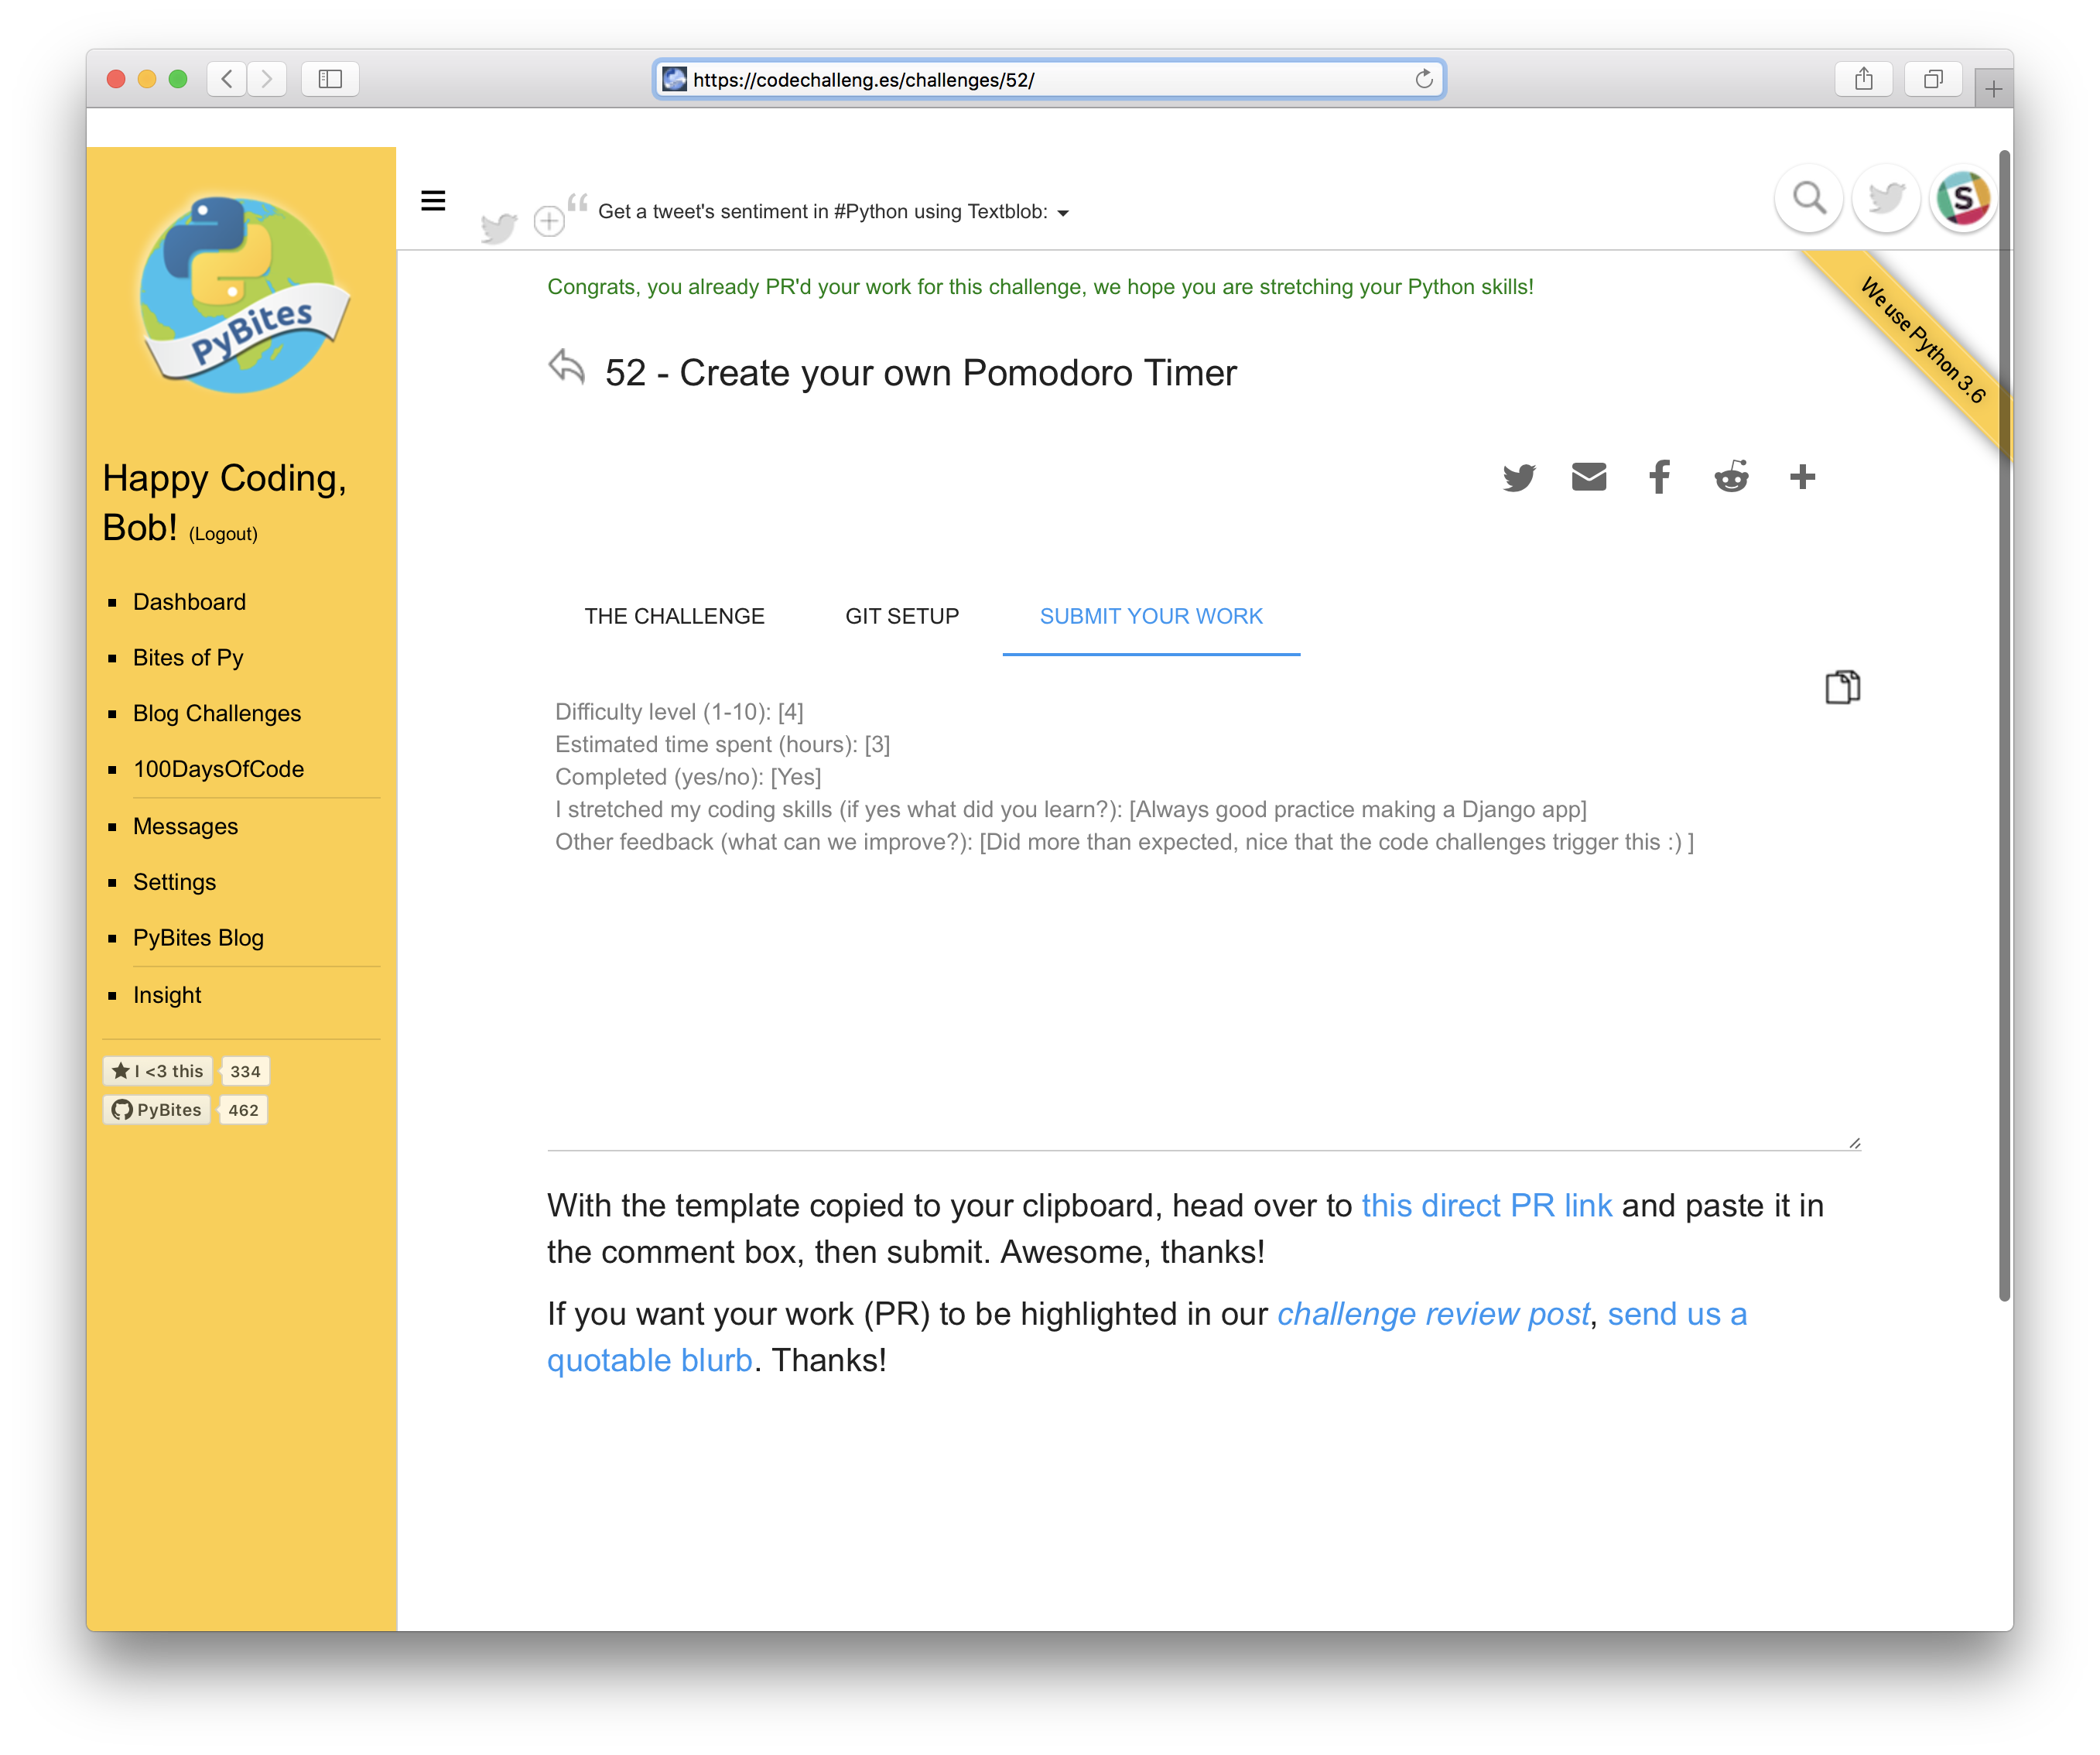 https://codechalleng.es/challenges/52/
PyBites
Happy Coding,
Bob! (Logout)
Dashboard
Bites of Py
Blog Challenges
100DaysOfCode
Messages
Settings
PyBites Blog
Insight
I <3 this 334
PyBites 462
“ Get a tweet's sentiment in #Python using Textblob:
S
We use Python 3.6
Congrats, you already PR'd your work for this challenge, we hope you are stretching your Python skills!
52 - Create your own Pomodoro Timer
THE CHALLENGE GIT SETUP SUBMIT YOUR WORK
Difficulty level (1-10): [4]
Estimated time spent (hours): [3]
Completed (yes/no): [Yes]
I stretched my coding skills (if yes what did you learn?): [Always good practice making a Django app]
Other feedback (what can we improve?): [Did more than expected, nice that the code challenges trigger this :) ]
With the template copied to your clipboard, head over to this direct PR link and paste it in
the comment box, then submit. Awesome, thanks!
If you want your work (PR) to be highlighted in our challenge review post, send us a
quotable blurb. Thanks!